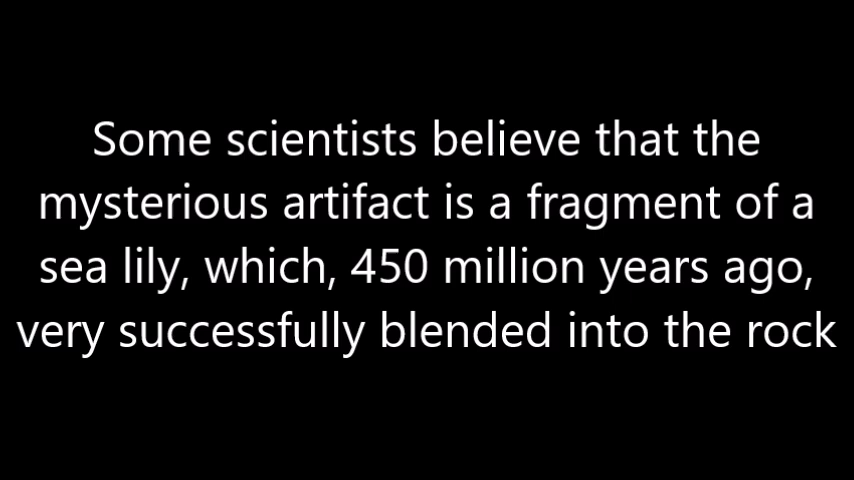 Some scientists believe that the
mysterious artifact is a fragment of a
sea lily, which, 450 million years ago,
very successfully blended into the rock